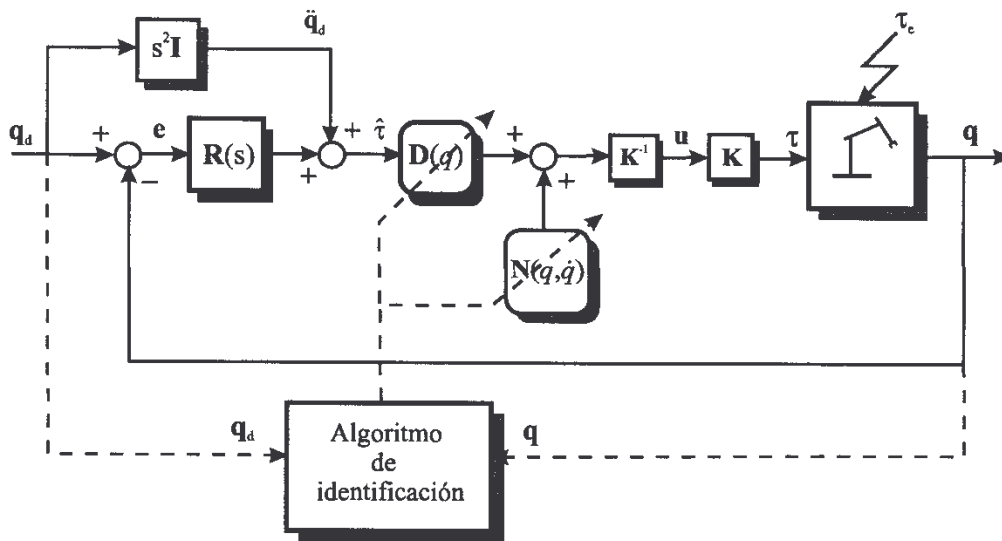 q̈d
s²I
τe
qd
+
e
R(s)
+
τ̂
D(q)
+
K⁻¹
u
K
τ
q
−
+
+
N(q,q̇)
qd
Algoritmo
de
identificación
q